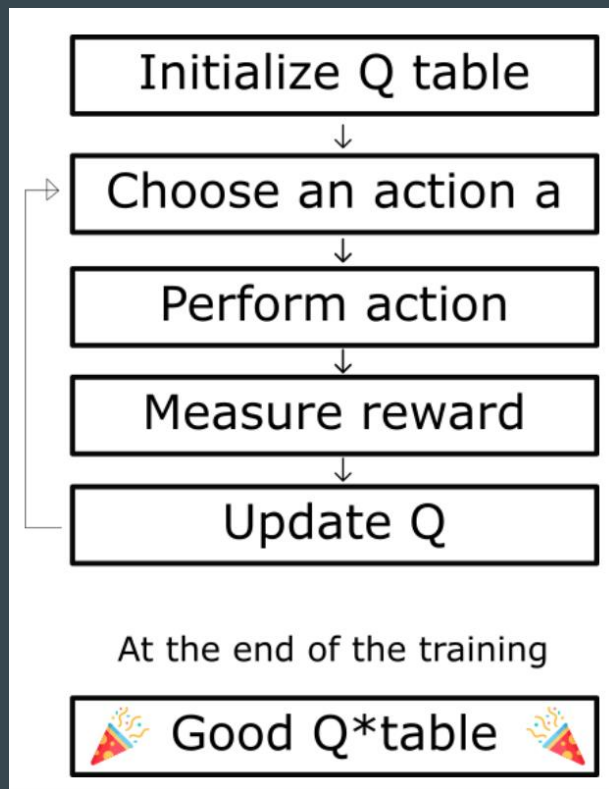 Initialize Q table
Choose an action a
Perform action
Measure reward
Update Q
At the end of the training
Good Q*table